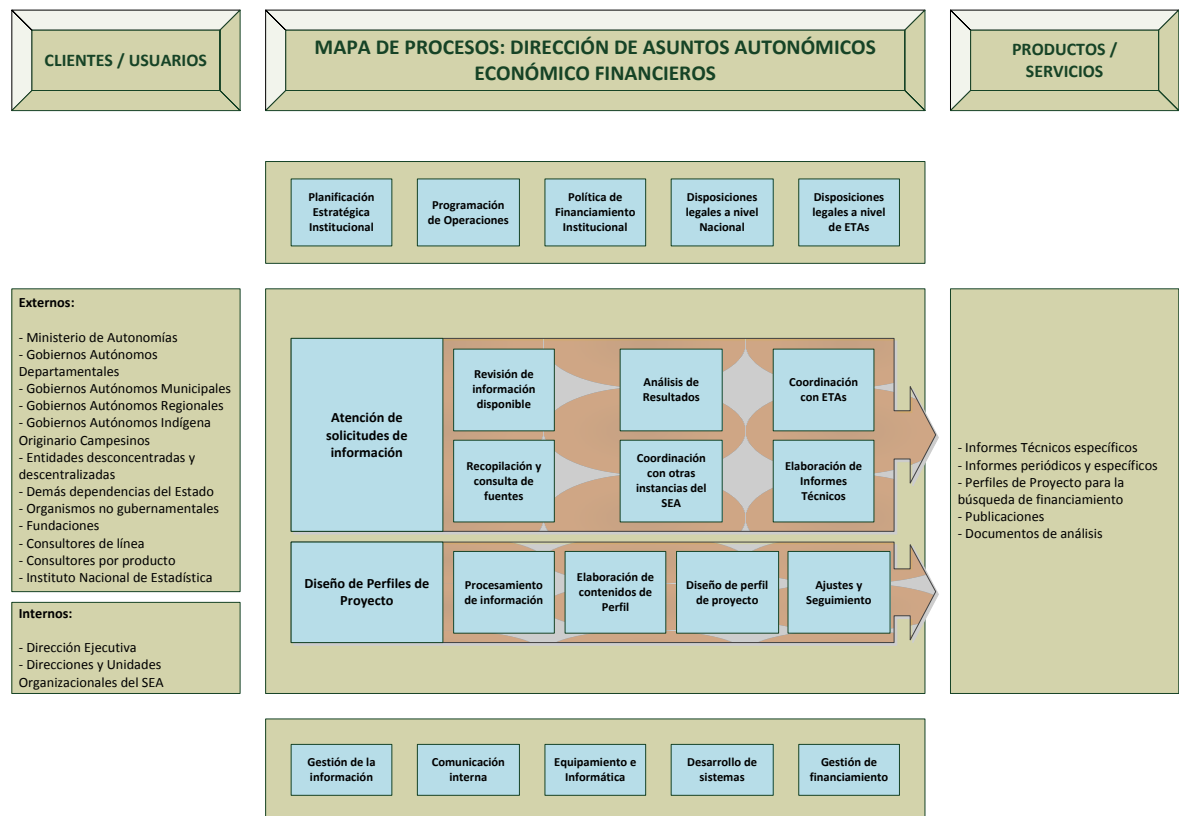 CLIENTES / USUARIOS
MAPA DE PROCESOS: DIRECCIÓN DE ASUNTOS AUTONÓMICOS
ECONÓMICO FINANCIEROS
PRODUCTOS /
SERVICIOS
Planificación
Estratégica
Institucional
Programación
de Operaciones
Política de
Financiamiento
Institucional
Disposiciones
legales a nivel
Nacional
Disposiciones
legales a nivel
de ETAs
Externos:
- Ministerio de Autonomías
- Gobiernos Autónomos
Departamentales
- Gobiernos Autónomos Municipales
- Gobiernos Autónomos Regionales
- Gobiernos Autónomos Indígena
Originario Campesinos
- Entidades desconcentradas y
descentralizadas
- Demás dependencias del Estado
- Organismos no gubernamentales
- Fundaciones
- Consultores de línea
- Consultores por producto
- Instituto Nacional de Estadística
Internos:
- Dirección Ejecutiva
- Direcciones y Unidades
Organizacionales del SEA
Atención de
solicitudes de
información
Revisión de
información
disponible
Análisis de
Resultados
Coordinación
con ETAs
Recopilación y
consulta de
fuentes
Coordinación
con otras
instancias del
SEA
Elaboración de
Informes
Técnicos
Diseño de Perfiles de
Proyecto
Procesamiento
de información
Elaboración de
contenidos de
Perfil
Diseño de perfil
de proyecto
Ajustes y
Seguimiento
- Informes Técnicos específicos
- Informes periódicos y específicos
- Perfiles de Proyecto para la
búsqueda de financiamiento
- Publicaciones
- Documentos de análisis
Gestión de la
información
Comunicación
interna
Equipamiento e
Informática
Desarrollo de
sistemas
Gestión de
financiamiento